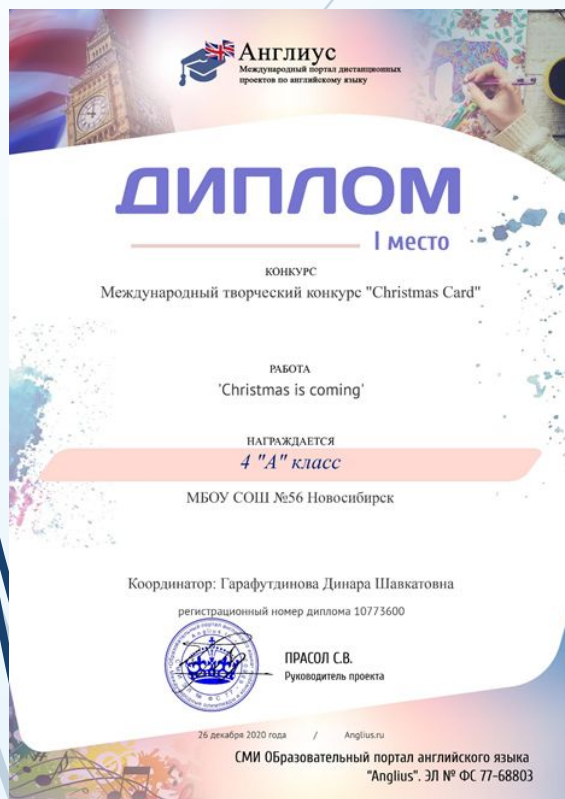 Англиус
Международный портал дистанционных
проектов по английскому языку
ДИПЛОМ
I место
КОНКУРС
Международный творческий конкурс "Christmas Card"
РАБОТА
'Christmas is coming'
НАГРАЖДАЕТСЯ
4 "А" класс
МБОУ СОШ №56 Новосибирск
Координатор: Гарафутдинова Динара Шавкатовна
регистрационный номер диплома 10773600
ПРАСОЛ С.В.
Руководитель проекта
26 декабря 2020 года / Anglius.ru
СМИ ОБразовательный портал английского языка
"Anglius". ЭЛ № ФС 77-68803